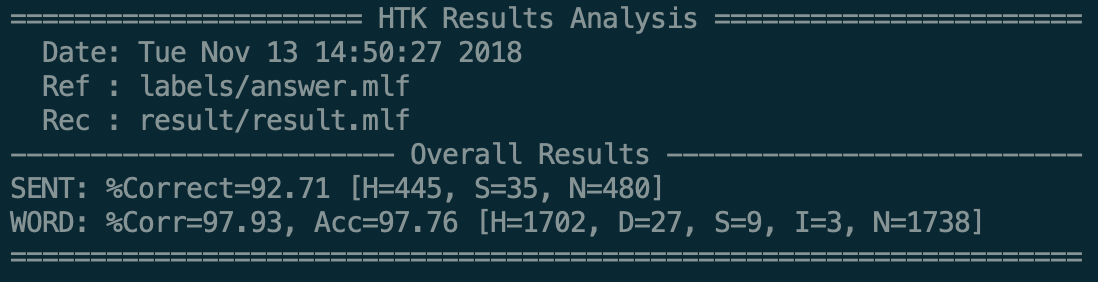 ====================== HTK Results Analysis =======================
  Date: Tue Nov 13 14:50:27 2018
  Ref : labels/answer.mlf
  Rec : result/result.mlf
------------------------ Overall Results --------------------------
SENT: %Correct=92.71 [H=445, S=35, N=480]
WORD: %Corr=97.93, Acc=97.76 [H=1702, D=27, S=9, I=3, N=1738]
===================================================================